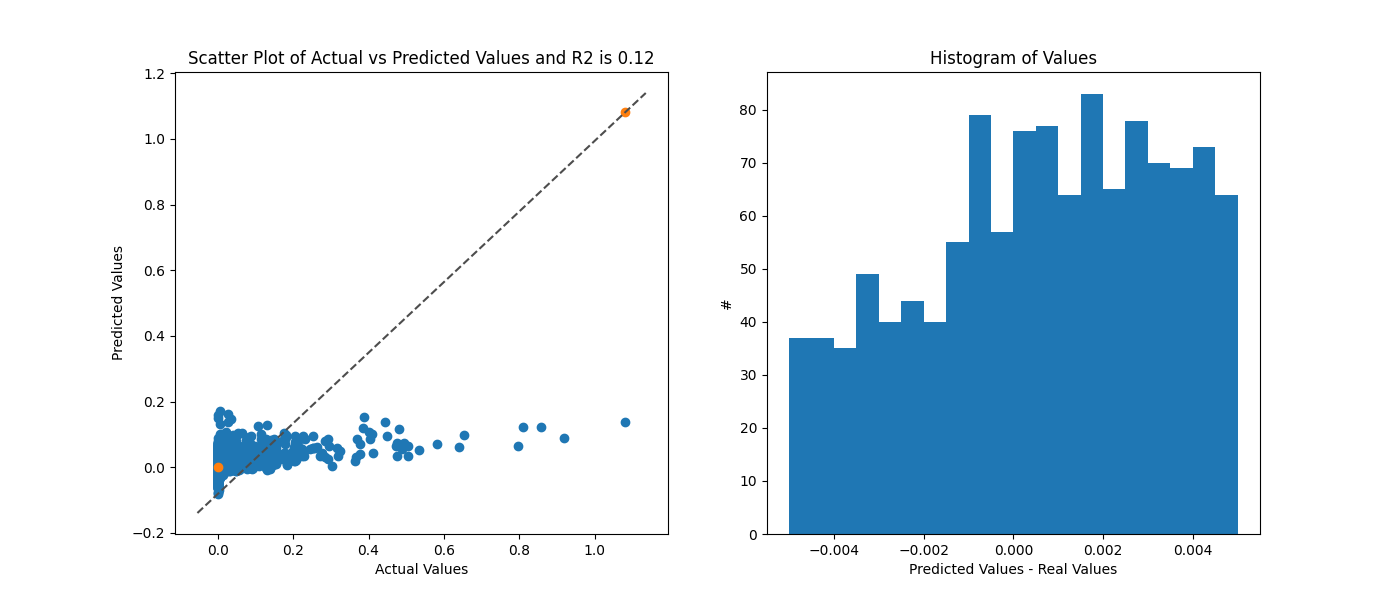 Scatter Plot of Actual vs Predicted Values and R2 is 0.12
1.2
1.0
0.8
0.6
0.4
0.2
0.0
−0.2
Predicted Values
0.0 0.2 0.4 0.6 0.8 1.0
Actual Values
Histogram of Values
80
70
60
50
40
30
20
10
0
#
−0.004 −0.002 0.000 0.002 0.004
Predicted Values - Real Values